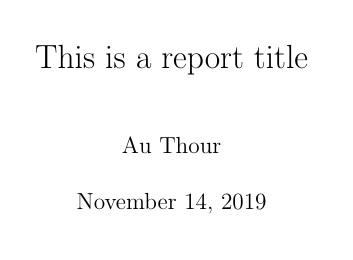 This is a report title
Au Thour
November 14, 2019